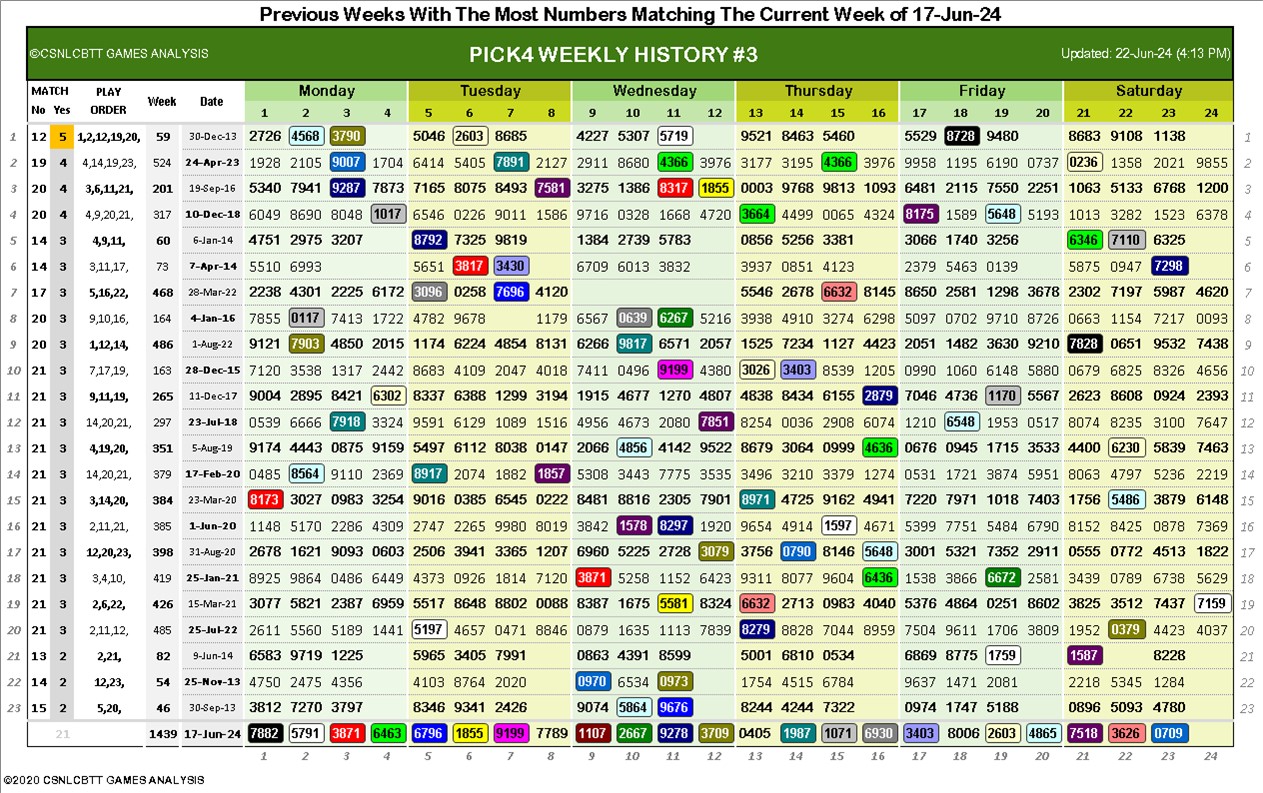 Previous Weeks With The Most Numbers Matching The Current Week of 17-Jun-24
©CSNLCBTT GAMES ANALYSIS PICK4 WEEKLY HISTORY #3 Updated: 22-Jun-24 (4:13 PM)
MATCH PLAY Week Date Monday Tuesday Wednesday Thursday Friday Saturday
No Yes ORDER 1 2 3 4 5 6 7 8 9 10 11 12 13 14 15 16 17 18 19 20 21 22 23 24
1 12 5 1,2,12,19,20, 59 30-Dec-13 2726 4568 3790 5046 2603 8685 4227 5307 5719 9521 8463 5460 5529 8728 9480 8683 9108 1138 1
2 19 4 4,14,19,23, 524 24-Apr-23 1928 2105 9007 1704 6414 5405 7891 2127 2911 8680 4366 3976 3177 3195 4366 3976 9958 1195 6190 0737 0236 1358 2021 9855 2
3 20 4 3,6,11,21, 201 19-Sep-16 5340 7941 9287 7873 7165 8075 8493 7581 3275 1386 8317 1855 0003 9768 9813 1093 6481 2115 7550 2251 1063 5133 6768 1200 3
4 20 4 4,9,20,21, 317 10-Dec-18 6049 8690 8048 1017 6546 0226 9011 1586 9716 0328 1668 4720 3664 4499 0065 4324 8175 1589 5648 5193 1013 3282 1523 6378 4
5 14 3 4,9,11, 60 6-Jan-14 4751 2975 3207 8792 7325 9819 1384 2739 5783 0856 5256 3381 3066 1740 3256 6346 7110 6325 5
6 14 3 3,11,17, 73 7-Apr-14 5510 6993 5651 3817 3430 6709 6013 3832 3937 0851 4123 2379 5463 0139 5875 0947 7298 6
7 17 3 5,16,22, 468 28-Mar-22 2238 4301 2225 6172 3096 0258 7696 4120 5546 2678 6632 8145 8650 2581 1298 3678 2302 7197 5987 4620 7
8 20 3 9,10,16, 164 4-Jan-16 7855 0117 7413 1722 4782 9678 1179 6567 0639 6267 5216 3938 4910 3274 6298 5097 0702 9710 8726 0663 1154 7217 0093 8
9 20 3 1,12,14, 486 1-Aug-22 9121 7903 4850 2015 1174 6224 4854 8131 6266 9817 6571 2057 1525 7234 1127 4423 2051 1482 3630 9210 7828 0651 9532 7438 9
10 21 3 7,17,19, 163 28-Dec-15 7120 3538 1317 2442 8683 4109 2047 4018 7411 0496 9199 4380 3026 3403 8539 1205 0990 1060 6148 5880 0679 6825 8326 4656 10
11 21 3 9,11,19, 265 11-Dec-17 9004 2895 8421 6302 8337 6388 1299 3194 1915 4677 1270 4807 4838 8434 6155 2879 7046 4736 1170 5567 2623 8608 0924 2393 11
12 21 3 14,20,21, 297 23-Jul-18 0539 6666 7918 3324 9591 6129 1089 1516 4956 4673 2080 7851 8254 0036 2908 6074 1210 6548 1953 0517 8074 8235 3100 7647 12
13 21 3 4,19,20, 351 5-Aug-19 9174 4443 0875 9159 5497 6112 8038 0147 2066 4856 4142 9522 8679 3064 0999 4636 0676 0945 1715 3533 4400 6230 5839 7463 13
14 21 3 14,20,21, 379 17-Feb-20 0485 8564 9110 2369 8917 2074 1882 1857 5308 3443 7775 3535 3496 3210 3379 1274 0531 1721 3874 5951 8063 4797 5236 2219 14
15 21 3 3,14,20, 384 23-Mar-20 8173 3027 0983 3254 9016 0385 6545 0222 8481 8816 2305 7901 8971 4725 9162 4941 7220 7971 1018 7403 1756 5486 3879 6148 15
16 21 3 2,11,21, 385 1-Jun-20 1148 5170 2286 4309 2747 2265 9980 8019 3842 1578 8297 1920 9654 4914 1597 4671 5399 7751 5484 6790 8152 8425 0878 7369 16
17 21 3 12,20,23, 398 31-Aug-20 2678 1621 9093 0603 2506 3941 3365 1207 6960 5225 2728 3079 3756 0790 8146 5648 3001 5321 7352 2911 0555 0772 4513 1822 17
18 21 3 3,4,10, 419 25-Jan-21 8925 9864 0486 6449 4373 0926 1814 7120 3871 5258 1152 6423 9311 8077 9604 6436 1538 3866 6672 2581 3439 0789 6738 5629 18
19 21 3 2,6,22, 426 15-Mar-21 3077 5821 2387 6959 5517 8648 8802 0088 8387 1675 5581 8324 6632 2713 0983 4040 5376 4864 0251 8602 3825 3512 7437 7159 19
20 21 3 2,11,12, 485 25-Jul-22 2611 5560 5189 1441 5197 4657 0471 8846 0879 1635 1113 7839 8279 8828 7044 8959 7504 9611 1706 3809 1952 0379 4423 4037 20
21 13 2 2,21, 82 9-Jun-14 6583 9719 1225 5965 3405 7991 0863 4391 8599 5001 6810 0534 6869 8775 1759 1587 8228 21
22 14 2 12,23, 54 25-Nov-13 4750 2475 4356 4103 8764 2020 0970 6534 0973 1754 4515 6784 9637 1471 2081 2218 5345 1284 22
23 15 2 5,20, 46 30-Sep-13 3812 7270 3797 8346 9341 2426 9074 5864 9676 8244 4244 7322 0974 1747 5188 0896 5093 4780 23
21 1439 17-Jun-24 7882 5791 3871 6463 6796 1855 9199 7789 1107 2667 9278 3709 0405 1987 1071 6930 3403 8006 2603 4865 7518 3626 0709
1 2 3 4 5 6 7 8 9 10 11 12 13 14 15 16 17 18 19 20 21 22 23 24
©2020 CSNLCBTT GAMES ANALYSIS